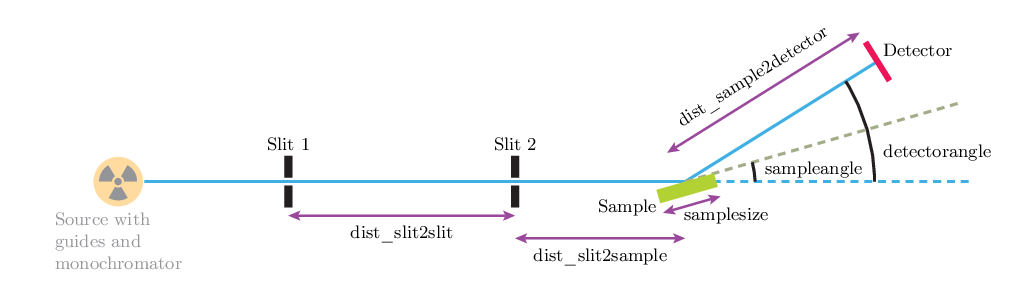 dist_sample2detector
Detector
Slit 1
Slit 2
detectorangle
sampleangle
Sample
samplesize
Source with
guides and
monochromator
dist_slit2slit
dist_slit2sample